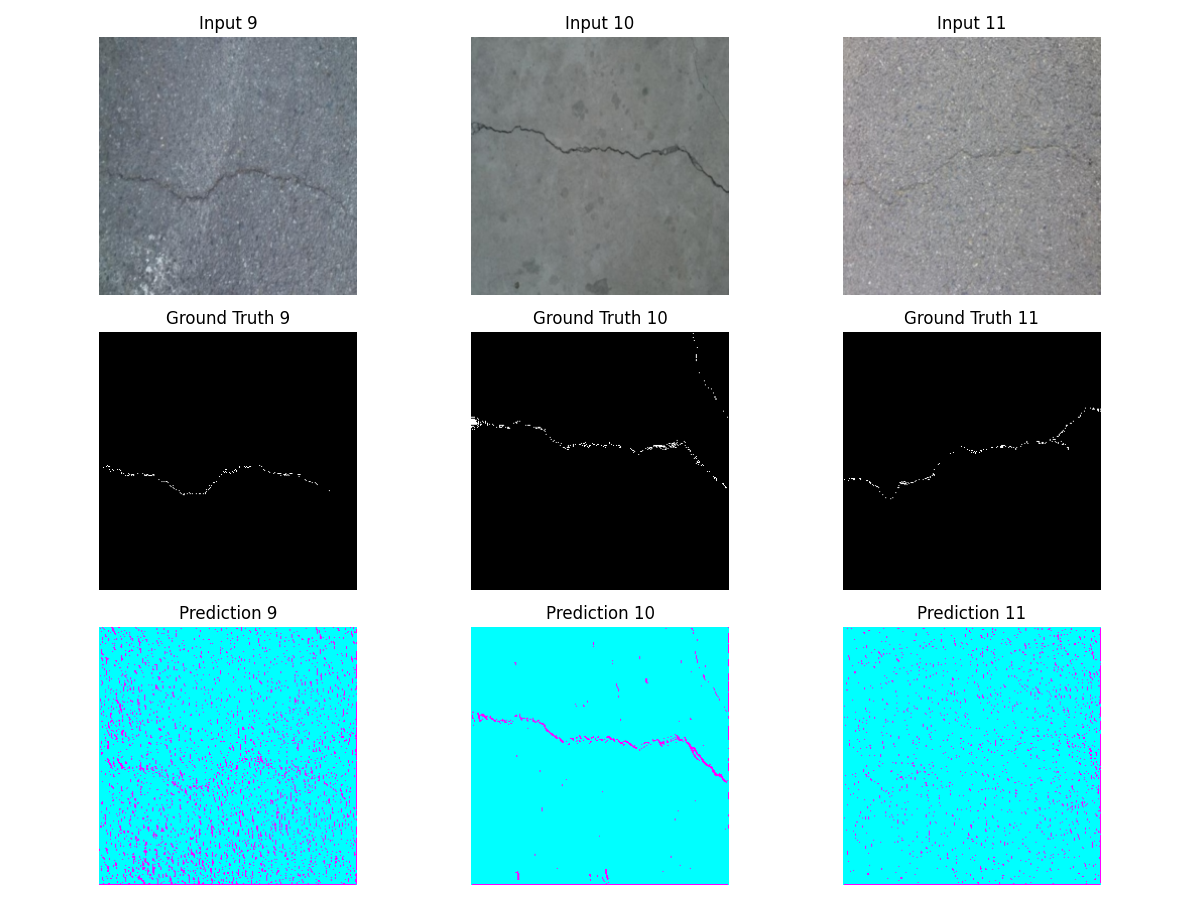 Input 9
Input 10
Input 11
Ground Truth 9
Ground Truth 10
Ground Truth 11
Prediction 9
Prediction 10
Prediction 11